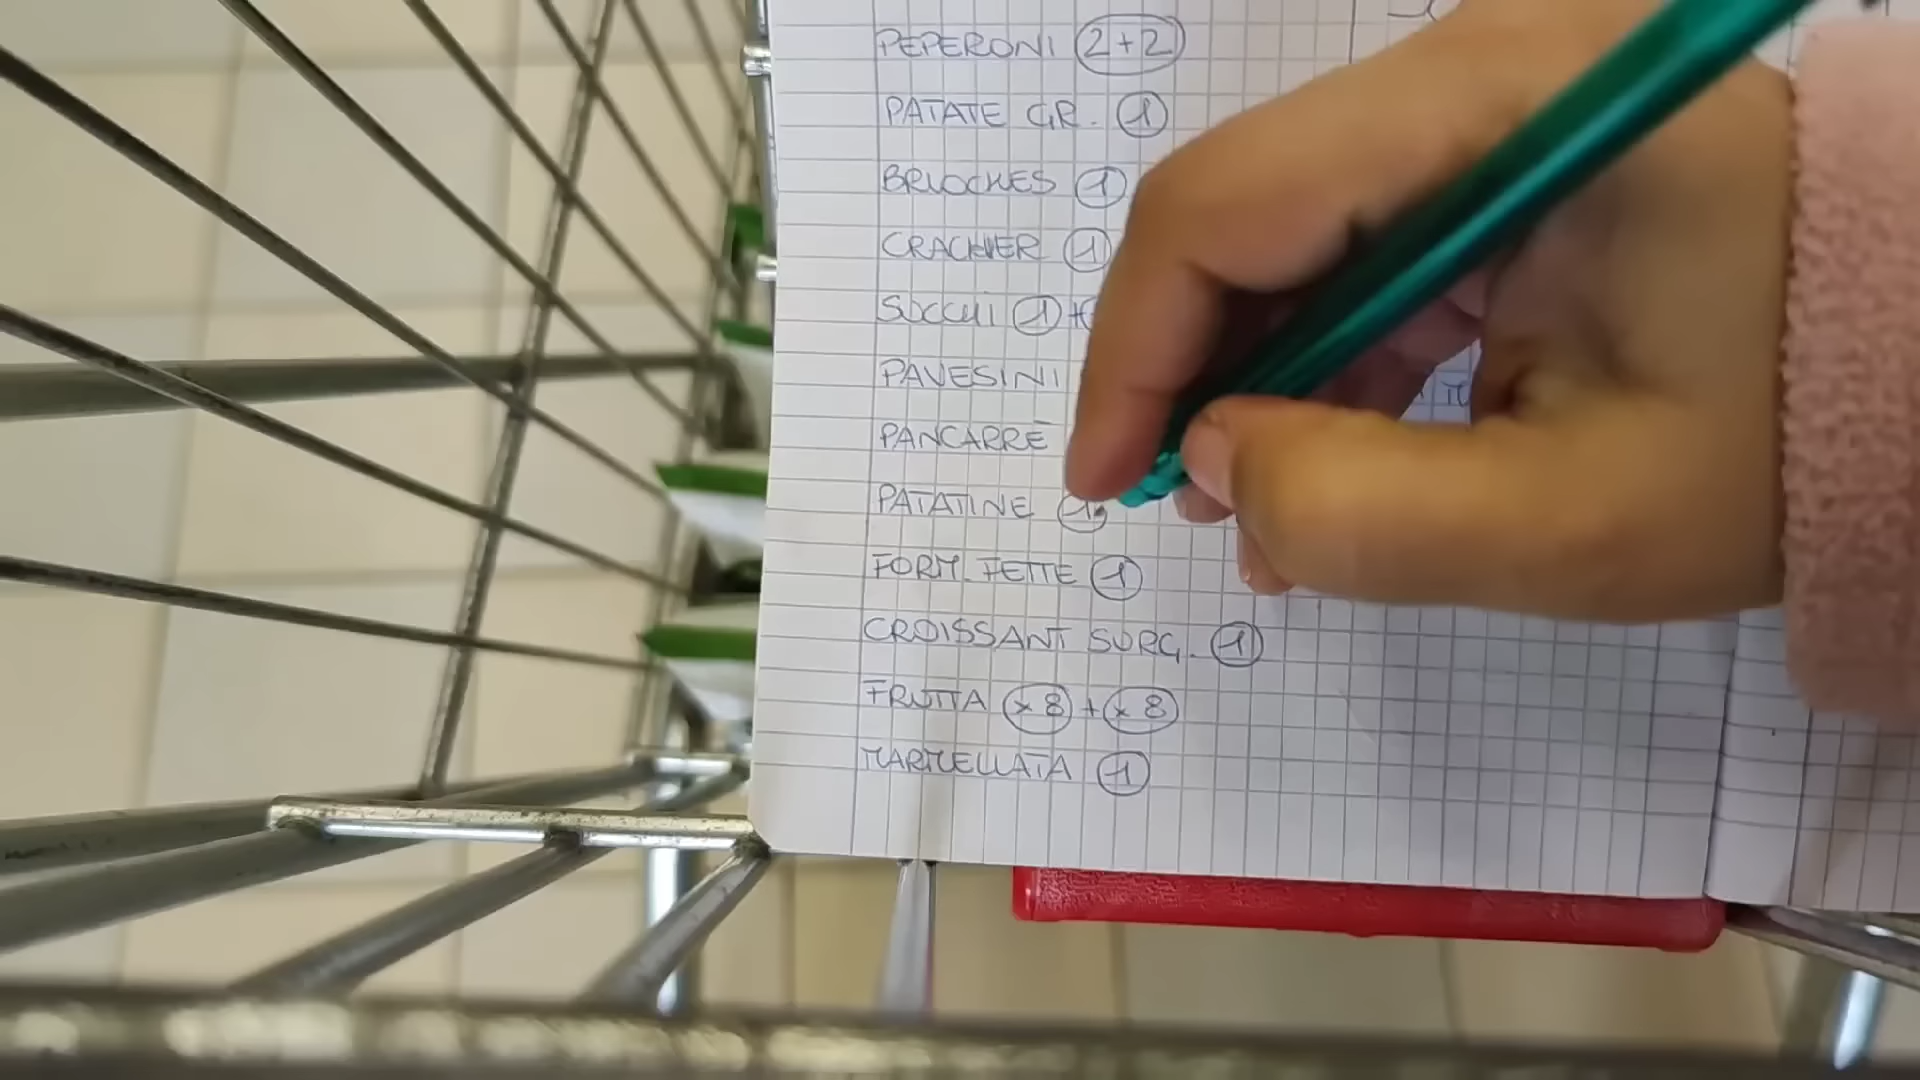 PEPERONI 2+2
PATATE GR. 1
BRIOCHES 1
CRACKER 1
SUCCHI 1 +
PAVESINI
PANCARRÈ
PATATINE 1
FORM. FETTE 1
CROISSANT SURG. 1
FRUTTA x 8 + x 8
MARMELLATA 1